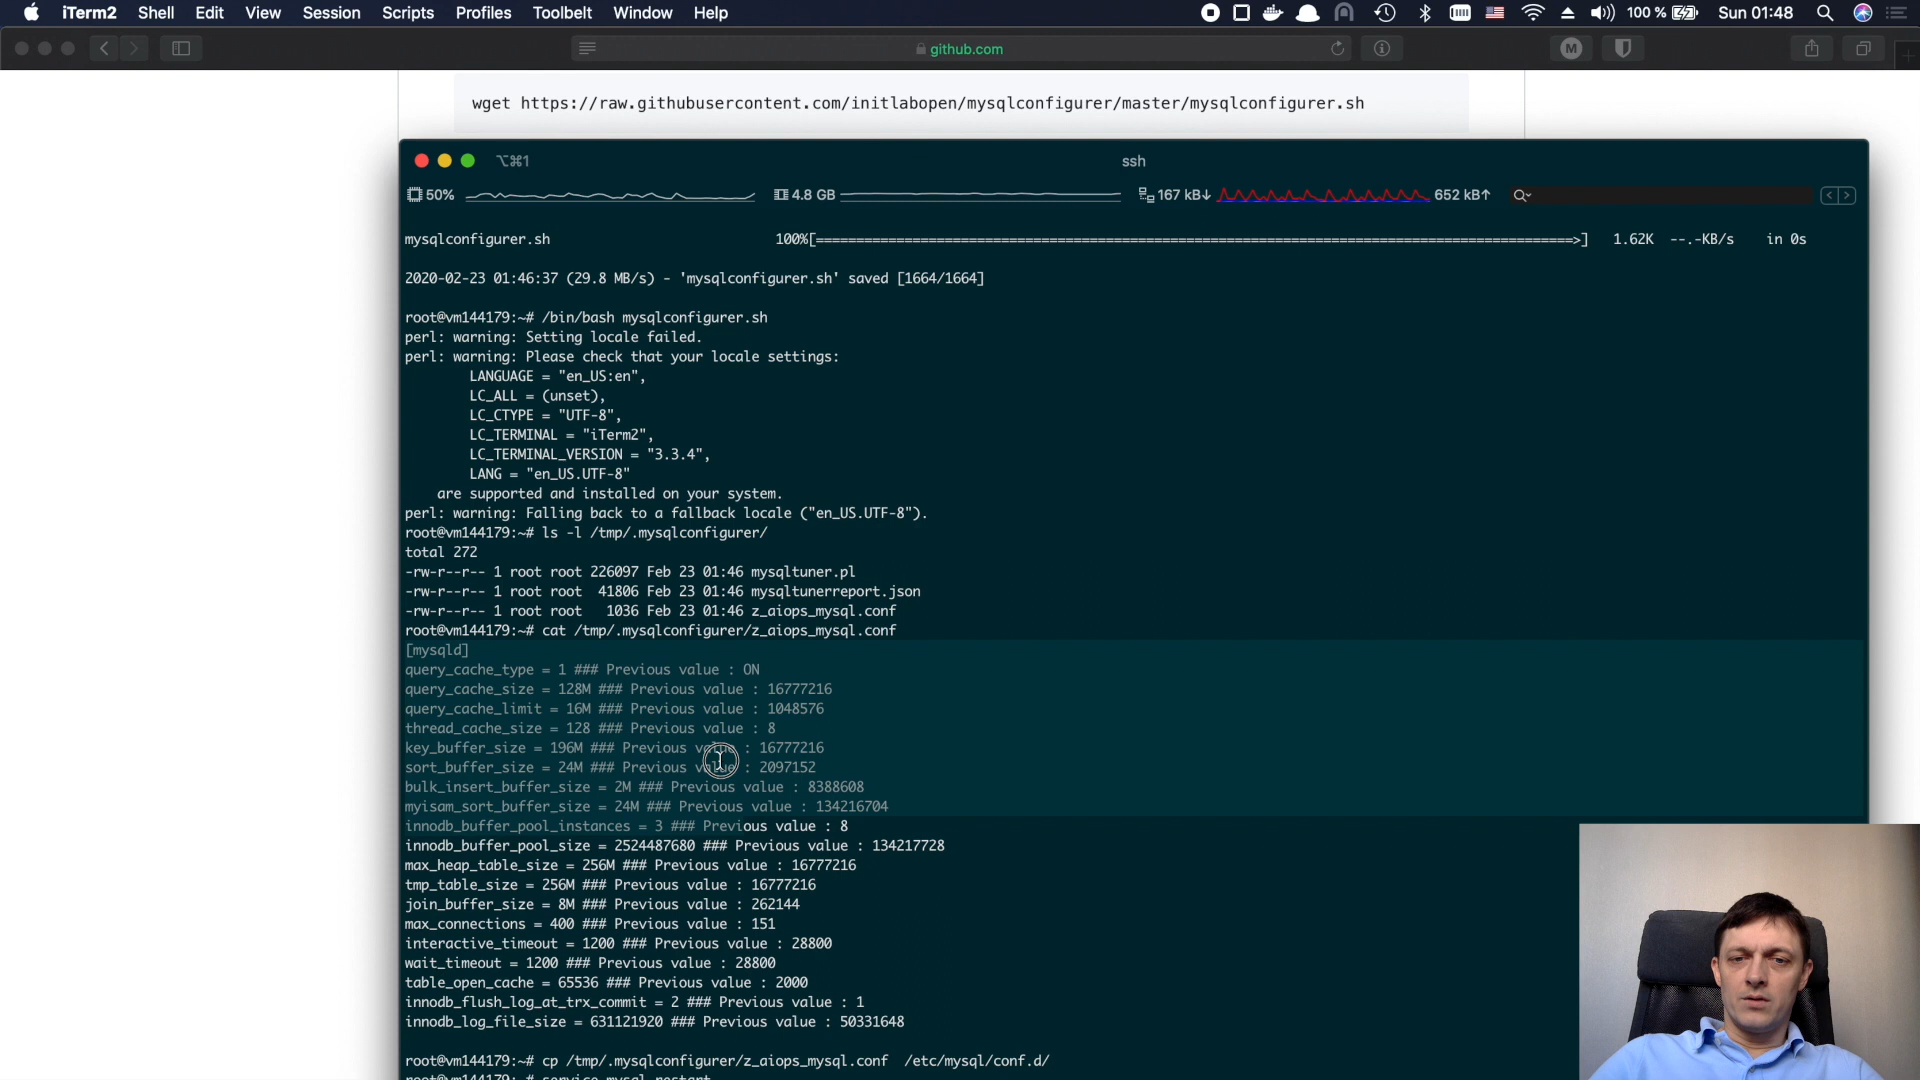 iTerm2 Shell Edit View Session Scripts Profiles Toolbelt Window Help 100 % Sun 01:48
github.com
wget https://raw.githubusercontent.com/initlabopen/mysqlconfigurer/master/mysqlconfigurer.sh
⌥⌘1 ssh
50% 4.8 GB 167 kB↓ 652 kB↑
mysqlconfigurer.sh 100%[===============================================================================================>] 1.62K --.-KB/s in 0s
2020-02-23 01:46:37 (29.8 MB/s) - 'mysqlconfigurer.sh' saved [1664/1664]
root@vm144179:~# /bin/bash mysqlconfigurer.sh
perl: warning: Setting locale failed.
perl: warning: Please check that your locale settings:
LANGUAGE = "en_US:en",
LC_ALL = (unset),
LC_CTYPE = "UTF-8",
LC_TERMINAL = "iTerm2",
LC_TERMINAL_VERSION = "3.3.4",
LANG = "en_US.UTF-8"
are supported and installed on your system.
perl: warning: Falling back to a fallback locale ("en_US.UTF-8").
root@vm144179:~# ls -l /tmp/.mysqlconfigurer/
total 272
-rw-r--r-- 1 root root 226097 Feb 23 01:46 mysqltuner.pl
-rw-r--r-- 1 root root 41806 Feb 23 01:46 mysqltunerreport.json
-rw-r--r-- 1 root root 1036 Feb 23 01:46 z_aiops_mysql.conf
root@vm144179:~# cat /tmp/.mysqlconfigurer/z_aiops_mysql.conf
[mysqld]
query_cache_type = 1 ### Previous value : ON
query_cache_size = 128M ### Previous value : 16777216
query_cache_limit = 16M ### Previous value : 1048576
thread_cache_size = 128 ### Previous value : 8
key_buffer_size = 196M ### Previous value : 16777216
sort_buffer_size = 24M ### Previous value : 2097152
bulk_insert_buffer_size = 2M ### Previous value : 8388608
myisam_sort_buffer_size = 24M ### Previous value : 134216704
innodb_buffer_pool_instances = 3 ### Previous value : 8
innodb_buffer_pool_size = 2524487680 ### Previous value : 134217728
max_heap_table_size = 256M ### Previous value : 16777216
tmp_table_size = 256M ### Previous value : 16777216
join_buffer_size = 8M ### Previous value : 262144
max_connections = 400 ### Previous value : 151
interactive_timeout = 1200 ### Previous value : 28800
wait_timeout = 1200 ### Previous value : 28800
table_open_cache = 65536 ### Previous value : 2000
innodb_flush_log_at_trx_commit = 2 ### Previous value : 1
innodb_log_file_size = 631121920 ### Previous value : 50331648
root@vm144179:~# cp /tmp/.mysqlconfigurer/z_aiops_mysql.conf /etc/mysql/conf.d/
root@vm144179:~# service mysql restart